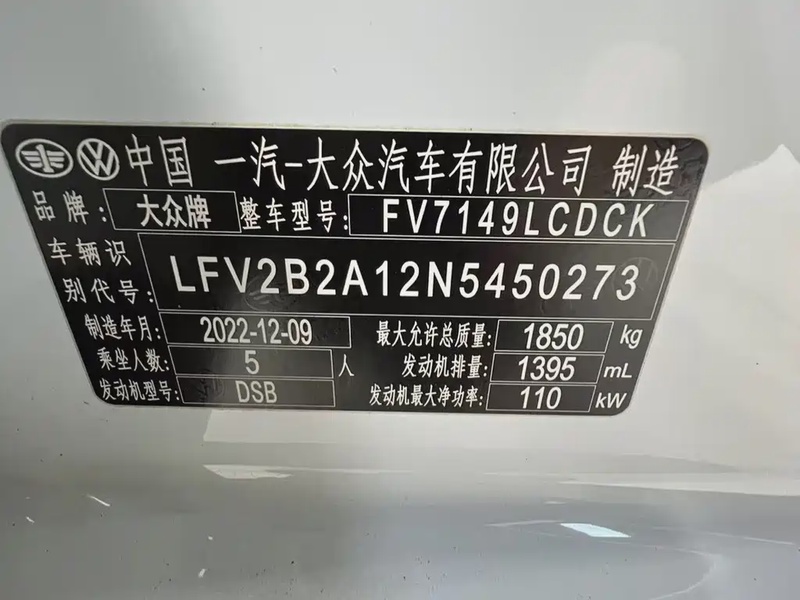 中国 一汽-大众汽车有限公司 制造
品牌: 大众牌 整车型号: FV7149LCDCK
车辆识别代号: LFV2B2A12N5450273
制造年月: 2022-12-09 最大允许总质量: 1850 kg
乘坐人数: 5 人 发动机排量: 1395 mL
发动机型号: DSB 发动机最大净功率: 110 kW